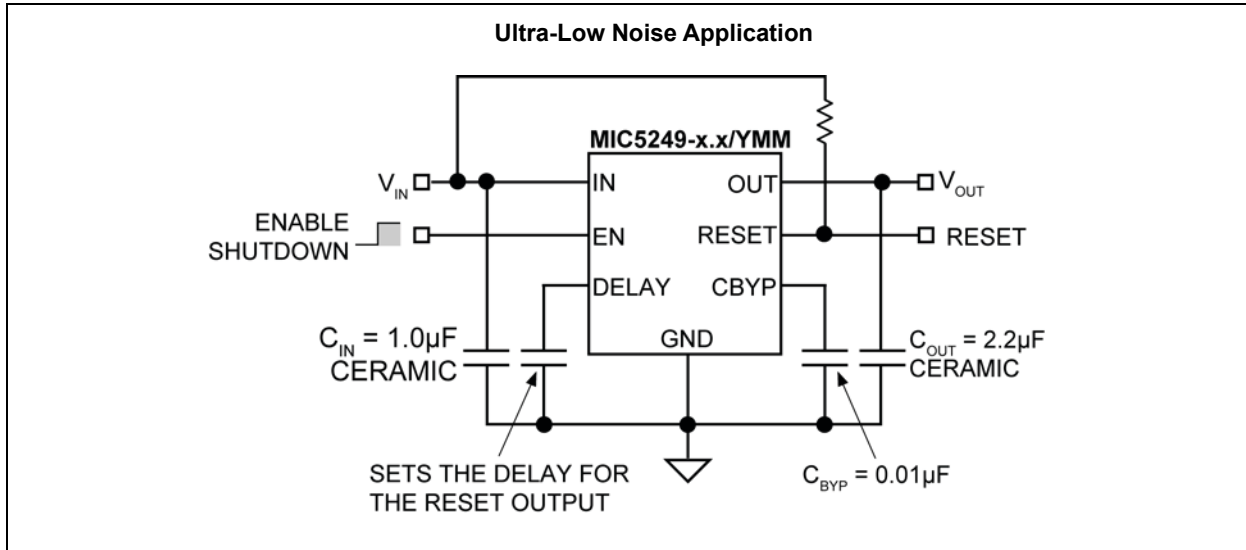 Ultra-Low Noise Application
MIC5249-x.x/YMM
V_IN
IN
OUT
V_OUT
ENABLE
SHUTDOWN
EN
RESET
RESET
DELAY
CBYP
GND
C_IN = 1.0µF
CERAMIC
C_OUT = 2.2µF
CERAMIC
SETS THE DELAY FOR
THE RESET OUTPUT
C_BYP = 0.01µF